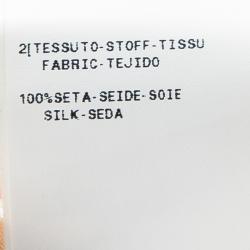 2[TESSUTO-STOFF-TISSU
FABRIC-TEJIDO
100%SETA-SEIDE-SOIE
SILK-SEDA